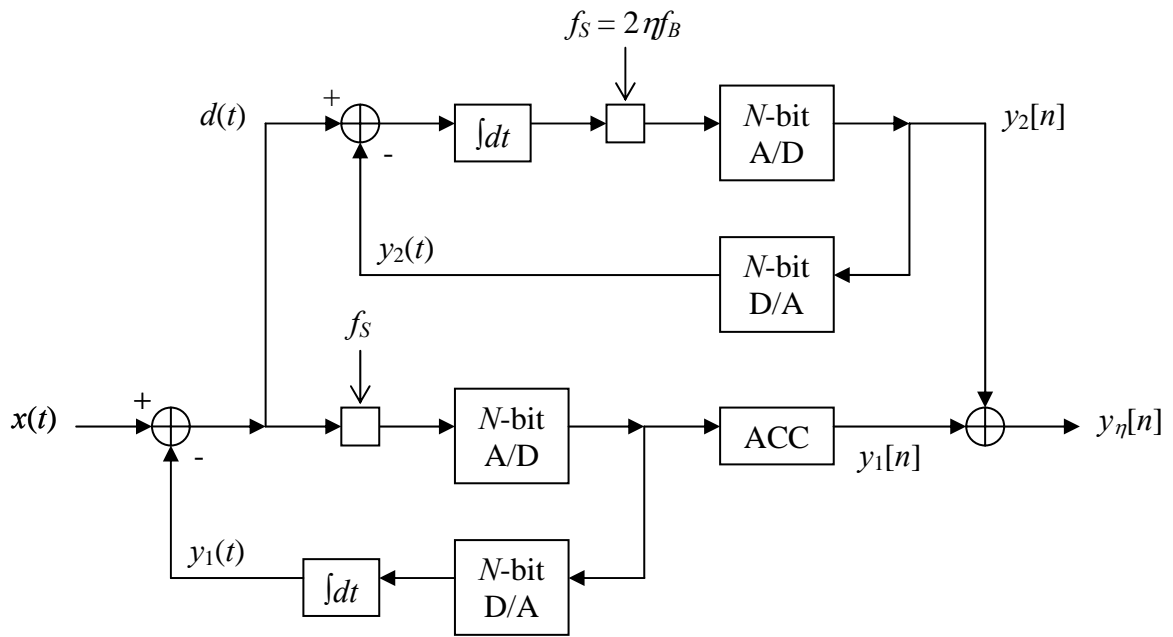 f_S = 2ηf_B
d(t)
+
-
∫dt
N-bit
A/D
y_2[n]
y_2(t)
N-bit
D/A
f_S
x(t)
+
-
N-bit
A/D
ACC
y_1[n]
y_η[n]
y_1(t)
∫dt
N-bit
D/A